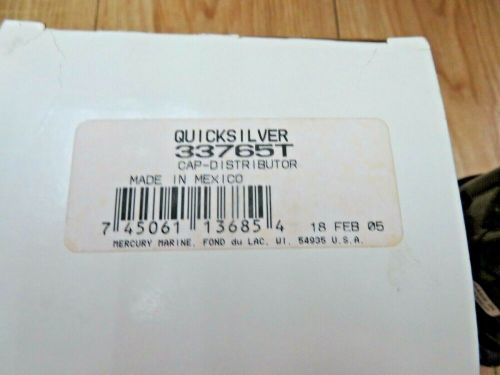 QUICKSILVER
33765T
CAP-DISTRIBUTOR
MADE IN MEXICO
7 45061 13685 4 18 FEB 05
MERCURY MARINE, FOND du LAC, WI. 54935 U.S.A.